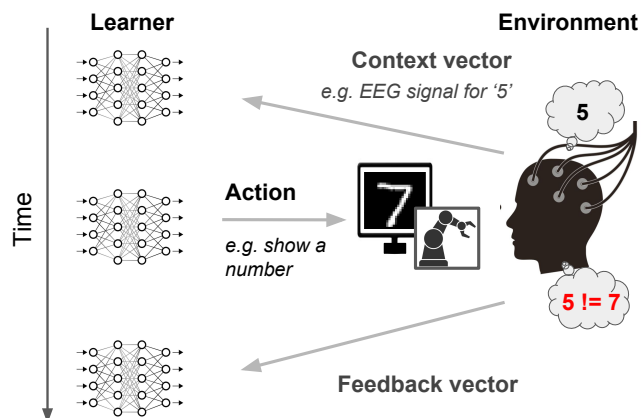 Learner
Environment
Context vector
e.g. EEG signal for ‘5’
5
Time
Action
7
e.g. show a
number
5 != 7
Feedback vector